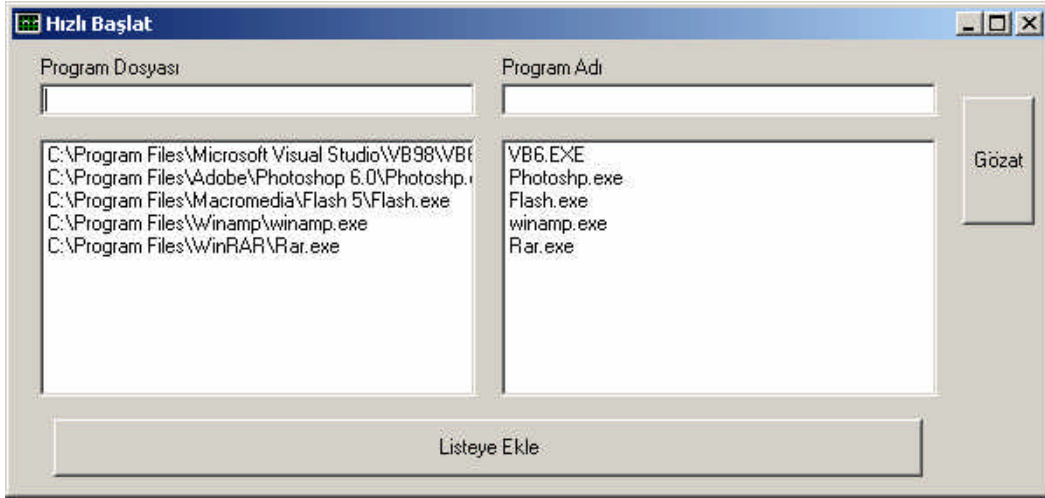 Hızlı Başlat
Program Dosyası
Program Adı
C:\Program Files\Microsoft Visual Studio\VB98\VB6
C:\Program Files\Adobe\Photoshop 6.0\Photoshp.
C:\Program Files\Macromedia\Flash 5\Flash.exe
C:\Program Files\Winamp\winamp.exe
C:\Program Files\WinRAR\Rar.exe
VB6.EXE
Photoshp.exe
Flash.exe
winamp.exe
Rar.exe
Gözat
Listeye Ekle